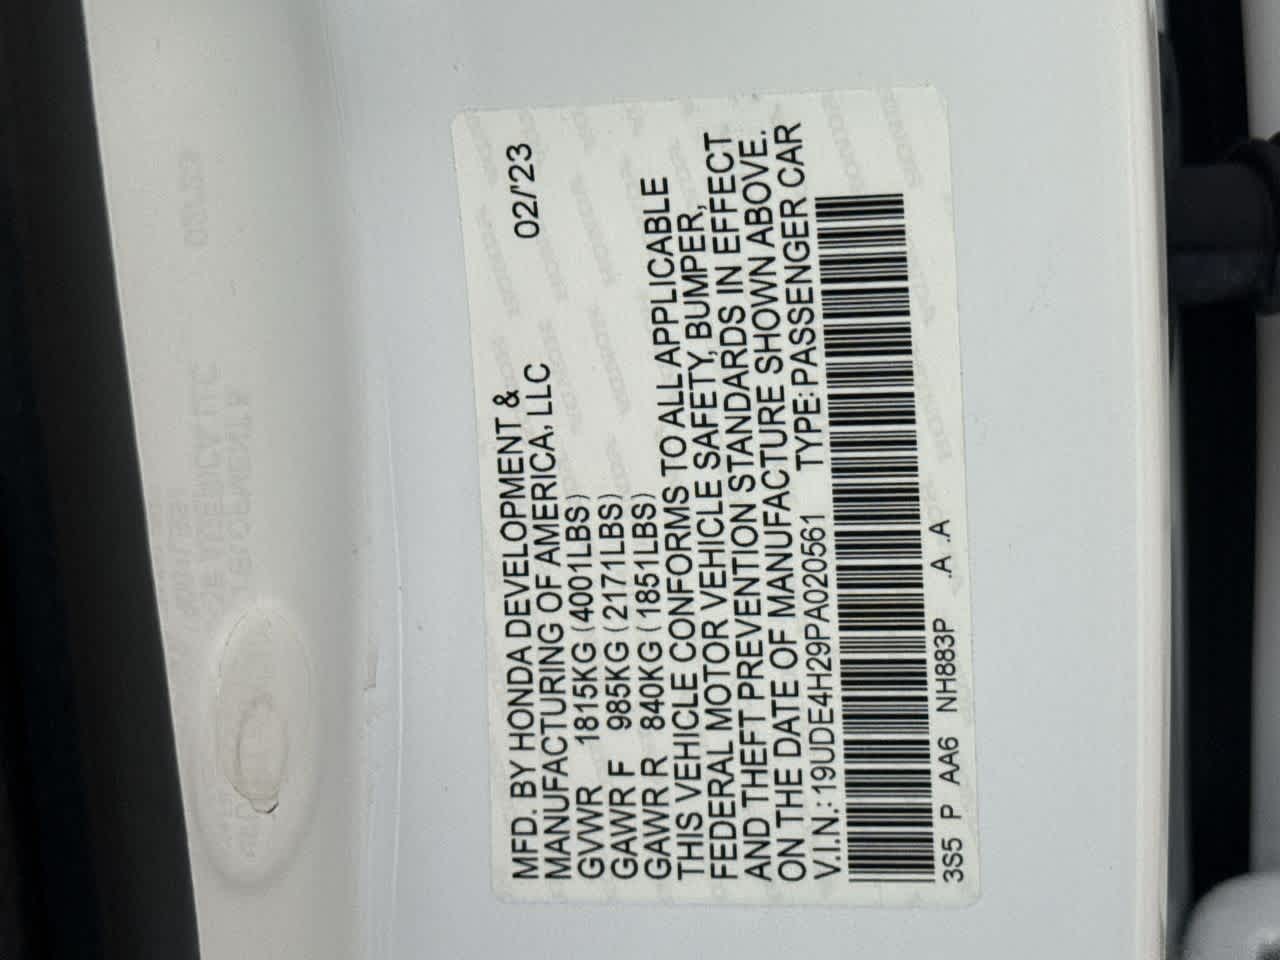 MFD. BY HONDA DEVELOPMENT &
MANUFACTURING OF AMERICA, LLC 02/'23
GVWR 1815KG (4001LBS)
GAWR F 985KG (2171LBS)
GAWR R 840KG (1851LBS)
THIS VEHICLE CONFORMS TO ALL APPLICABLE
FEDERAL MOTOR VEHICLE SAFETY, BUMPER,
AND THEFT PREVENTION STANDARDS IN EFFECT
ON THE DATE OF MANUFACTURE SHOWN ABOVE.
V.I.N.: 19UDE4H29PA020561 TYPE: PASSENGER CAR
3S5 P AA6 NH883P .A .A